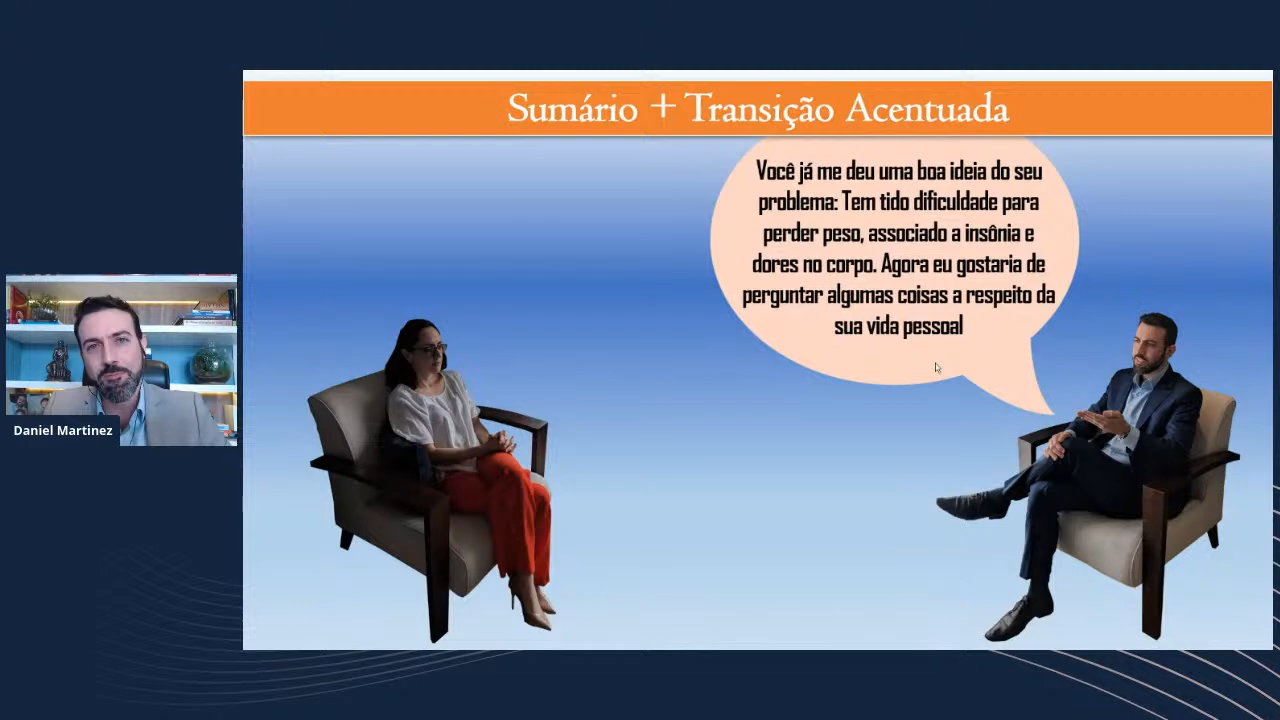 Sumário + Transição Acentuada
Você já me deu uma boa ideia do seu
problema: Tem tido dificuldade para
perder peso, associado a insônia e
dores no corpo. Agora eu gostaria de
perguntar algumas coisas a respeito da
sua vida pessoal
Daniel Martinez